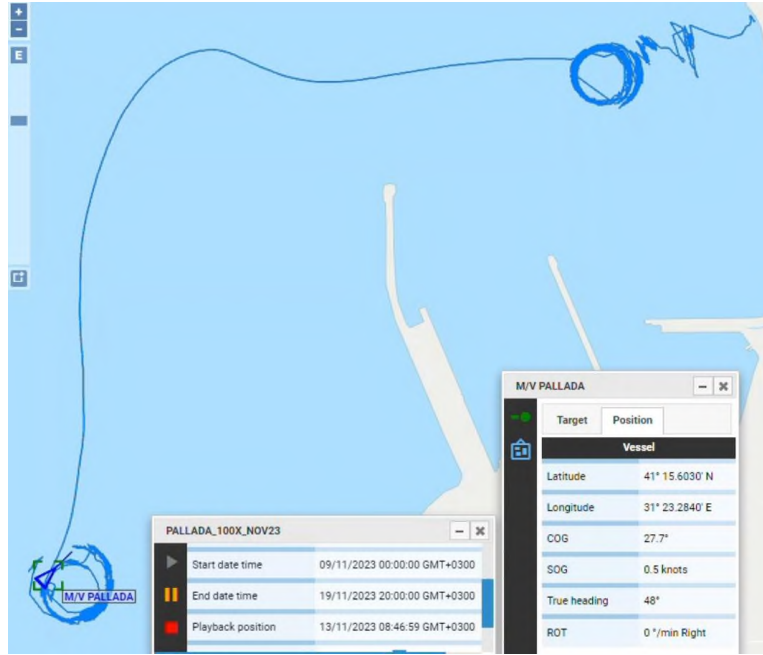 +
−
E
M/V PALLADA
PALLADA_100X_NOV23
Start date time 09/11/2023 00:00:00 GMT+0300
End date time 19/11/2023 20:00:00 GMT+0300
Playback position 13/11/2023 08:46:59 GMT+0300
M/V PALLADA
Target Position
Vessel
Latitude 41° 15.6030' N
Longitude 31° 23.2840' E
COG 27.7°
SOG 0.5 knots
True heading 48°
ROT 0 °/min Right